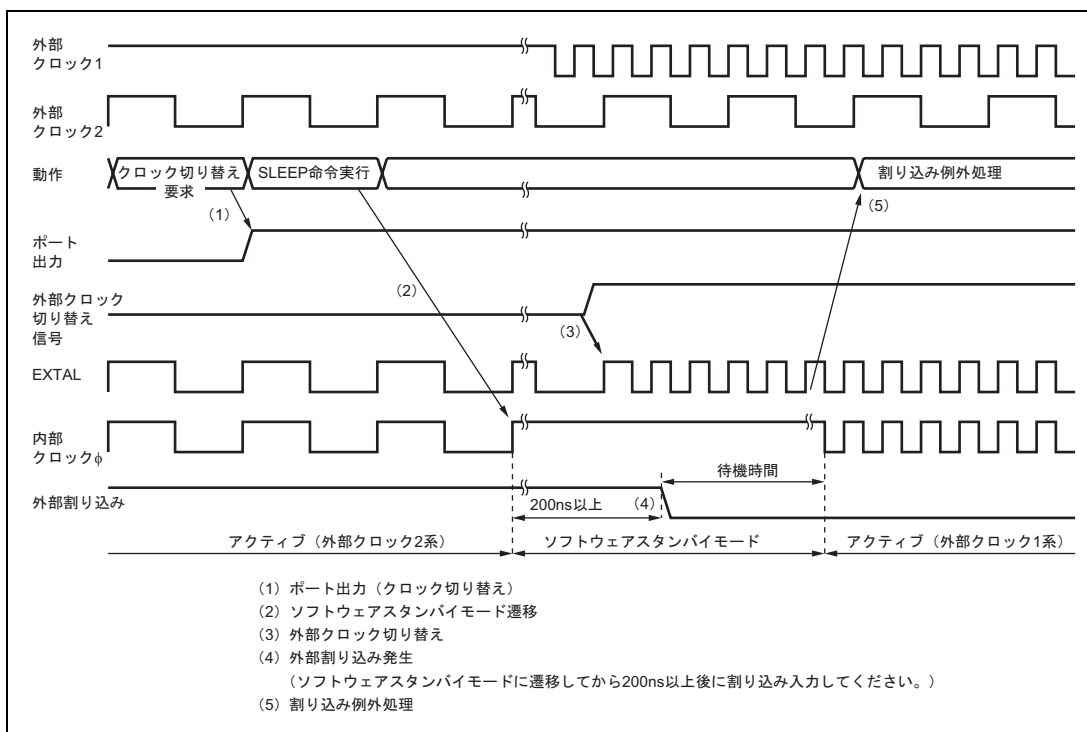 外部
クロック1
外部
クロック2
動作
クロック切り替え
要求
SLEEP命令実行
割り込み例外処理
(1)
(5)
ポート
出力
(2)
外部クロック
切り替え
信号
(3)
EXTAL
内部
クロックφ
待機時間
外部割り込み
200ns以上
(4)
アクティブ（外部クロック2系）
ソフトウェアスタンバイモード
アクティブ（外部クロック1系）
(1) ポート出力（クロック切り替え）
(2) ソフトウェアスタンバイモード遷移
(3) 外部クロック切り替え
(4) 外部割り込み発生
（ソフトウェアスタンバイモードに遷移してから200ns以上後に割り込み入力してください。）
(5) 割り込み例外処理